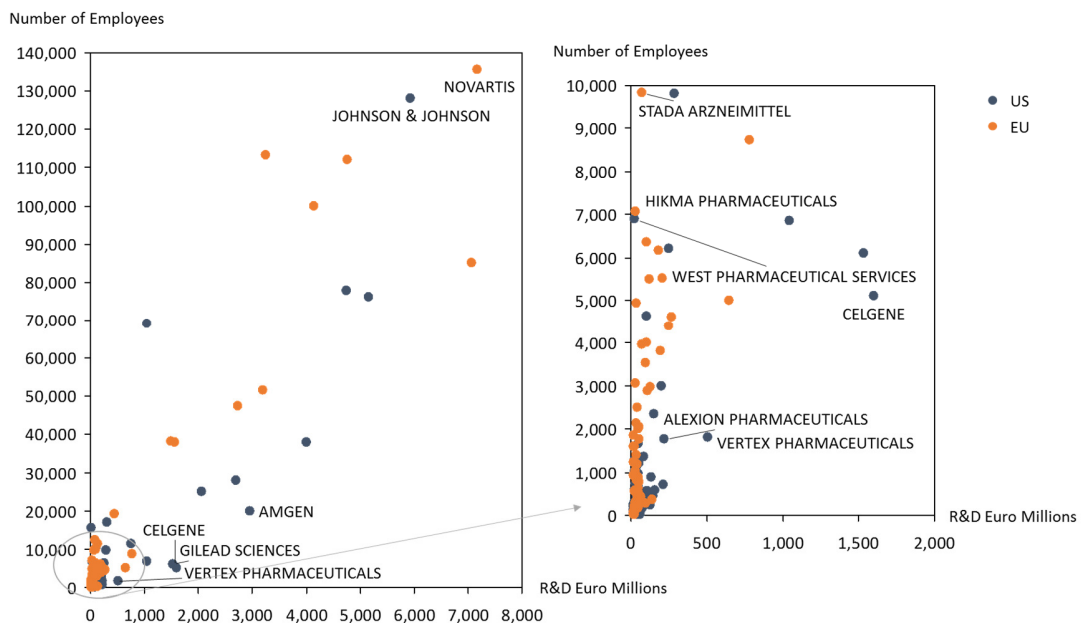 Number of Employees
140,000
130,000
120,000
110,000
100,000
90,000
80,000
70,000
60,000
50,000
40,000
30,000
20,000
10,000
0
NOVARTIS
JOHNSON & JOHNSON
AMGEN
CELGENE
GILEAD SCIENCES
VERTEX PHARMACEUTICALS
R&D Euro Millions
0 1,000 2,000 3,000 4,000 5,000 6,000 7,000 8,000
Number of Employees
10,000
9,000
8,000
7,000
6,000
5,000
4,000
3,000
2,000
1,000
0
STADA ARZNEIMITTEL
HIKMA PHARMACEUTICALS
WEST PHARMACEUTICAL SERVICES
CELGENE
ALEXION PHARMACEUTICALS
VERTEX PHARMACEUTICALS
R&D Euro Millions
0 500 1,000 1,500 2,000
US
EU